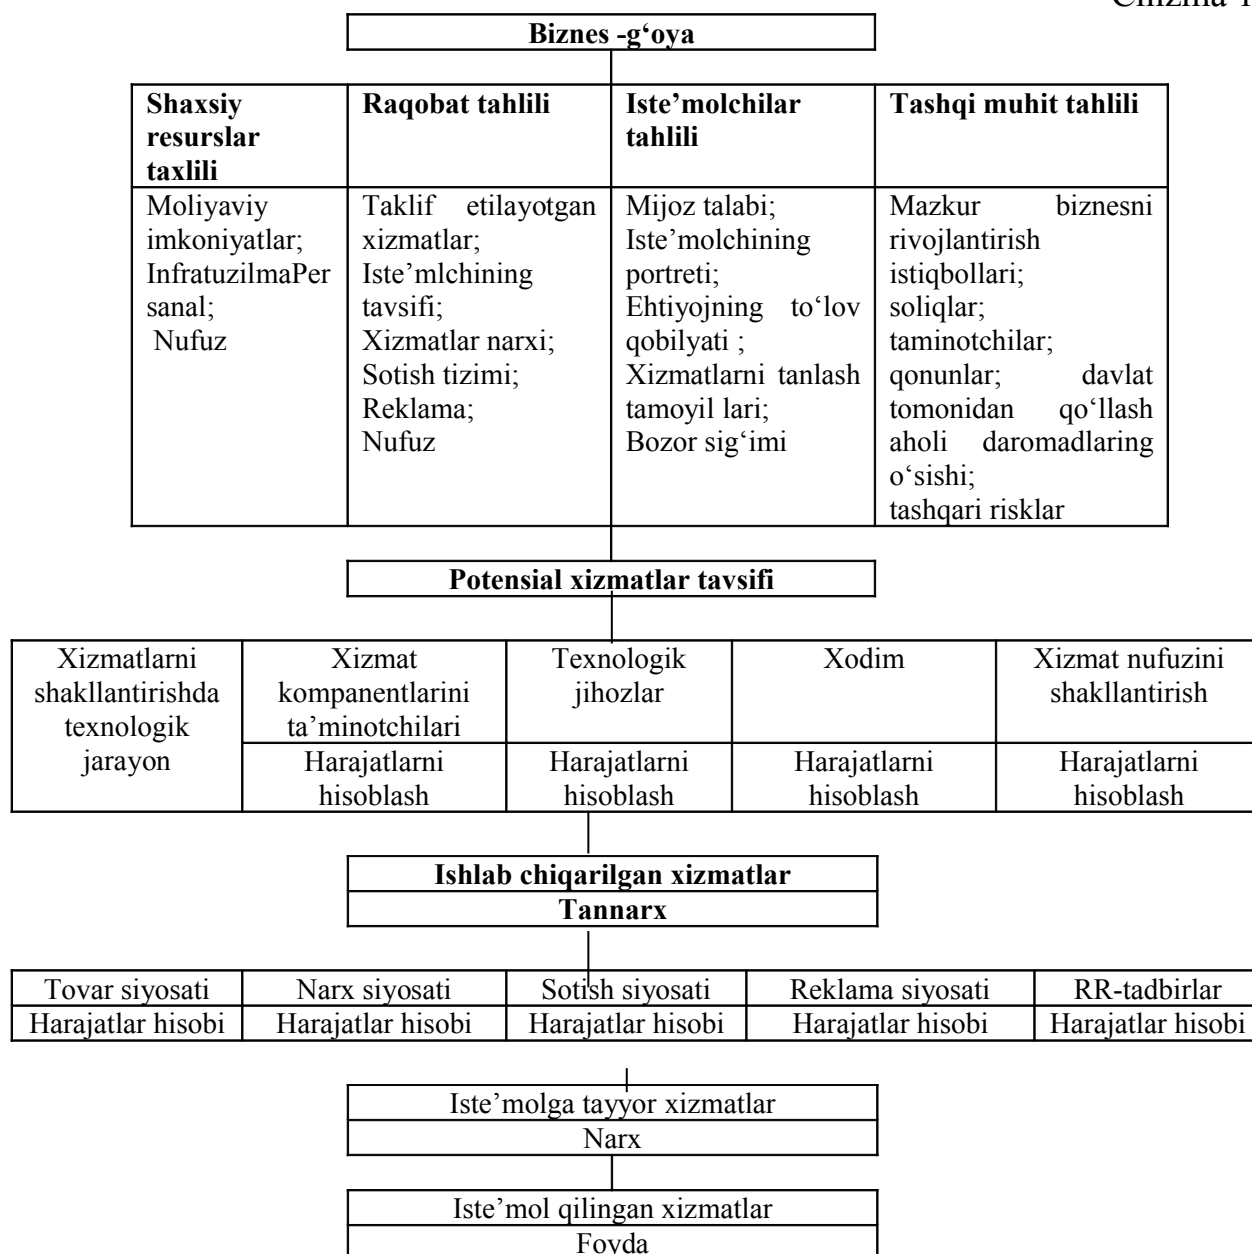 Chizma 1
Biznes -g‘oya
Shaxsiy
resurslar
taxlili
Raqobat tahlili
Iste’molchilar
tahlili
Tashqi muhit tahlili
Moliyaviy
imkoniyatlar;
InfratuzilmaPer
sanal;
Nufuz
Taklif etilayotgan
xizmatlar;
Iste’mlchining
tavsifi;
Xizmatlar narxi;
Sotish tizimi;
Reklama;
Nufuz
Mijoz talabi;
Iste’molchining
portreti;
Ehtiyojning to‘lov
qobilyati ;
Xizmatlarni tanlash
tamoyil lari;
Bozor sig‘imi
Mazkur biznesni
rivojlantirish
istiqbollari;
soliqlar;
taminotchilar;
qonunlar; davlat
tomonidan qo‘llash
aholi daromadlaring
o‘sishi;
tashqari risklar
Potensial xizmatlar tavsifi
Xizmatlarni
shakllantirishda
texnologik
jarayon
Xizmat
kompanentlarini
ta’minotchilari
Texnologik
jihozlar
Xodim
Xizmat nufuzini
shakllantirish
Harajatlarni
hisoblash
Harajatlarni
hisoblash
Harajatlarni
hisoblash
Harajatlarni
hisoblash
Ishlab chiqarilgan xizmatlar
Tannarx
Tovar siyosati
Narx siyosati
Sotish siyosati
Reklama siyosati
RR-tadbirlar
Harajatlar hisobi
Harajatlar hisobi
Harajatlar hisobi
Harajatlar hisobi
Harajatlar hisobi
Iste’molga tayyor xizmatlar
Narx
Iste’mol qilingan xizmatlar
Foyda